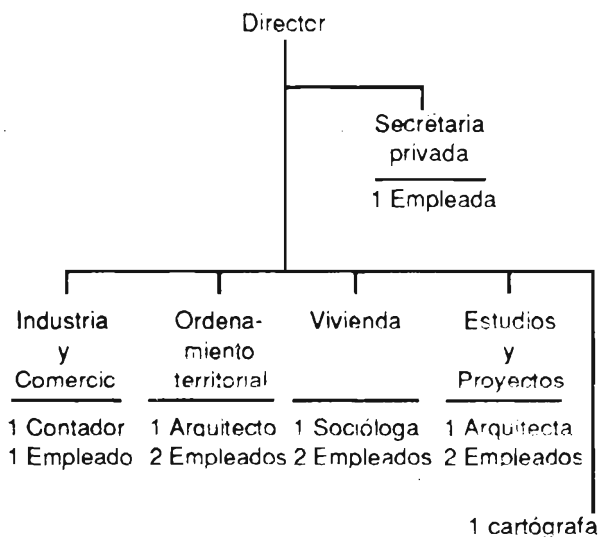 Director
Secretaria
privada
1 Empleada
Industria
y
Comercio
1 Contador
1 Empleado
Ordena-
miento
territorial
1 Arquitecto
2 Empleados
Vivienda
1 Socióloga
2 Empleados
Estudios
y
Proyectos
1 Arquitecta
2 Empleados
1 cartógrafa